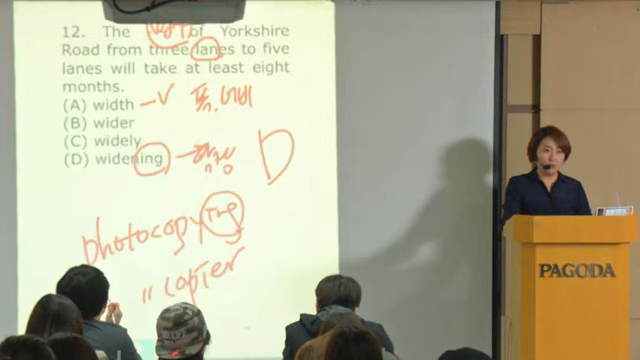 12. The of Yorkshire
Road from three lanes to five
lanes will take at least eight
months.
(A) width - V 폭, 너비
(B) wider
(C) widely
(D) widening - 확장 D
photocopying
" copier
PAGODA